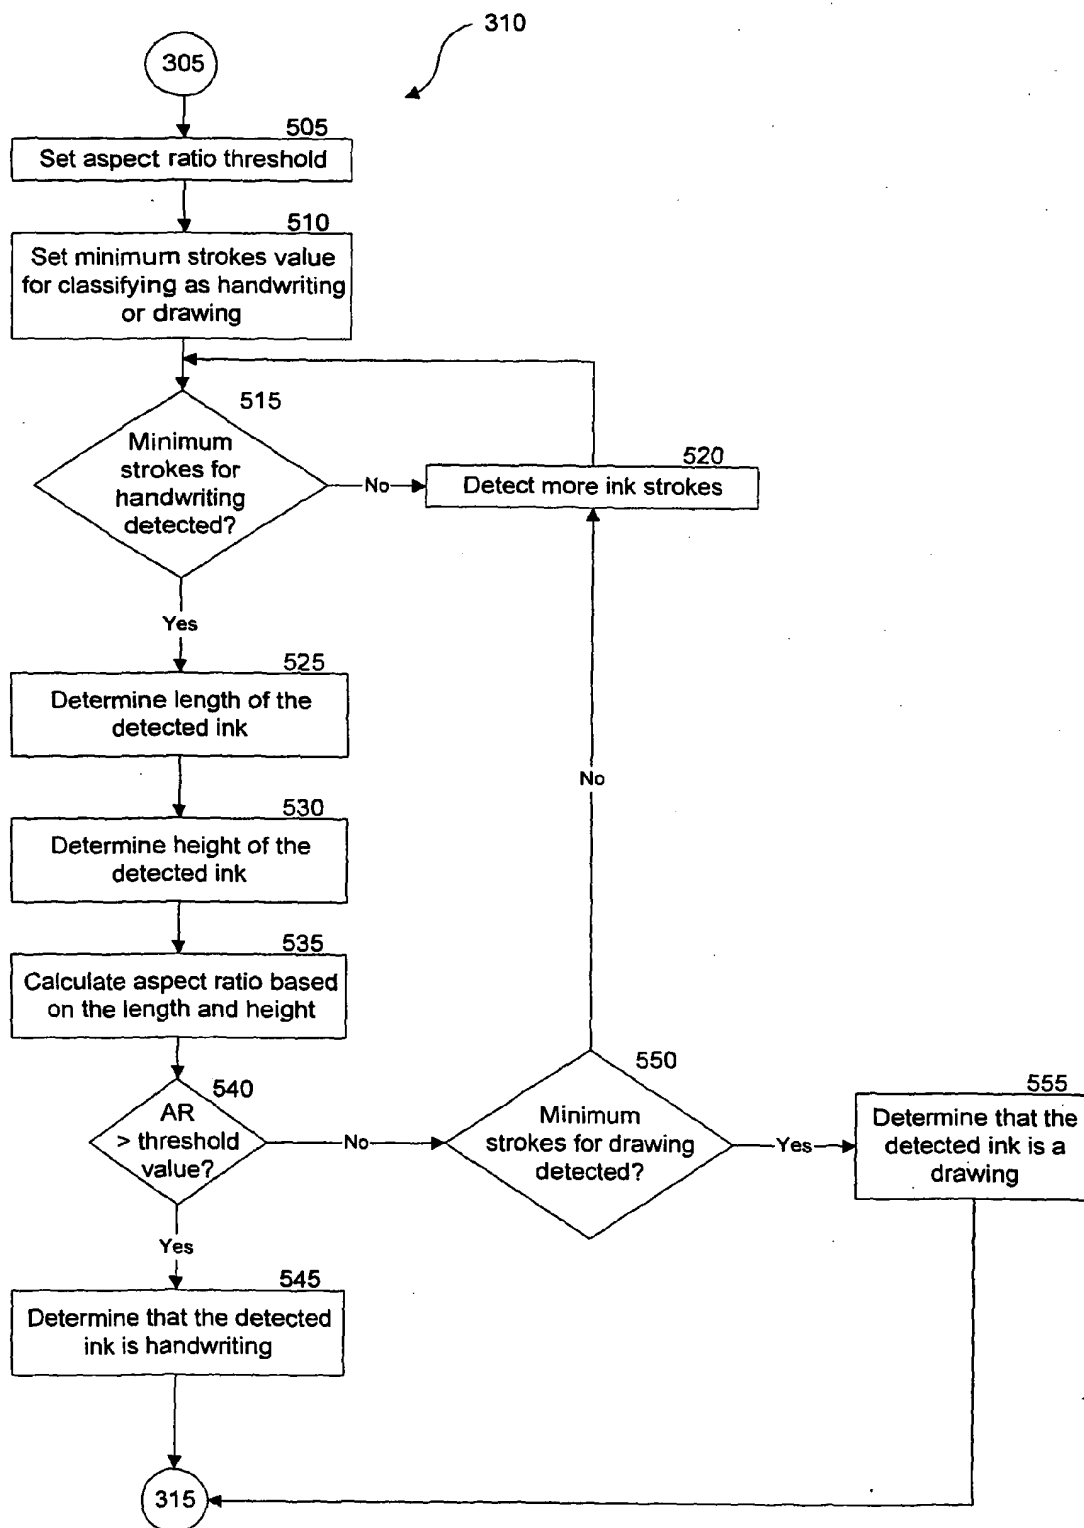 310
305
505
Set aspect ratio threshold
510
Set minimum strokes value
for classifying as handwriting
or drawing
515
Minimum
strokes for
handwriting
detected?
No
520
Detect more ink strokes
Yes
525
Determine length of the
detected ink
No
530
Determine height of the
detected ink
535
Calculate aspect ratio based
on the length and height
540
AR
> threshold
value?
No
550
Minimum
strokes for drawing
detected?
Yes
555
Determine that the
detected ink is a
drawing
Yes
545
Determine that the detected
ink is handwriting
315